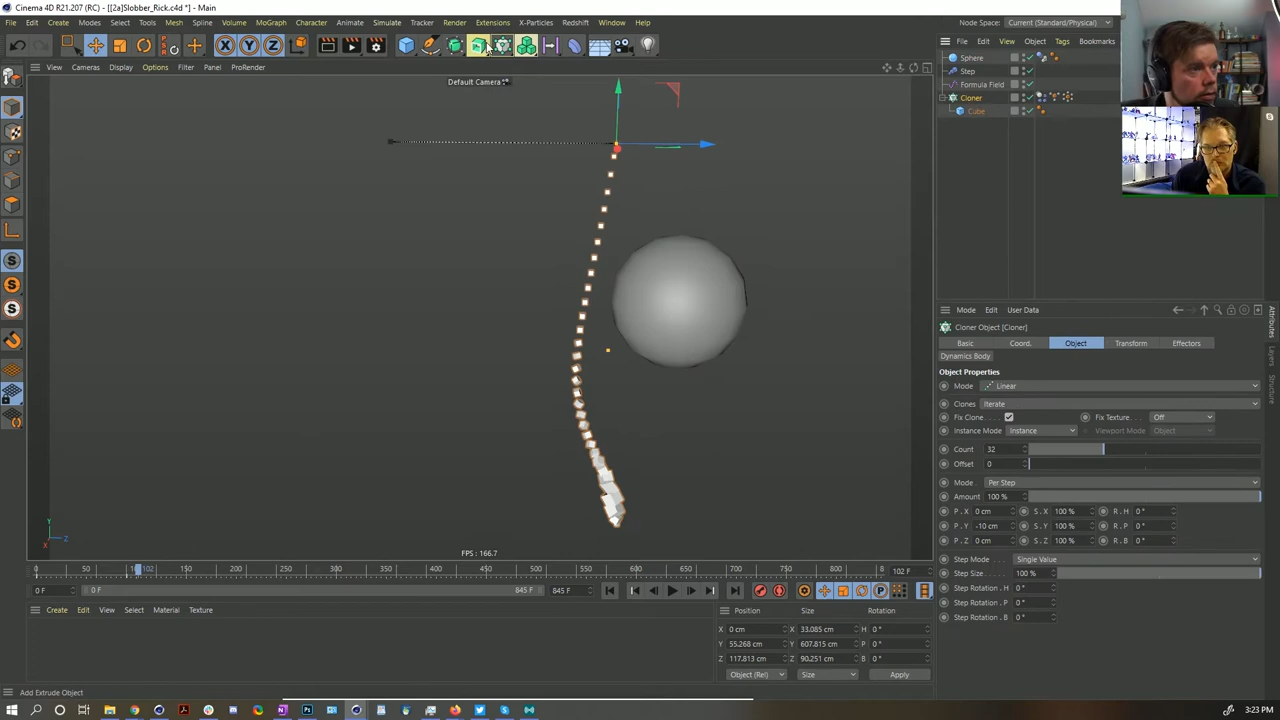 Cinema 4D R21.207 (RC) - [[2a]Slobber_Rick.c4d *] - Main
File Edit Create Modes Select Tools Mesh Spline Volume MoGraph Character Animate Simulate Tracker Render Extensions X-Particles Redshift Window Help
Node Space: Current (Standard/Physical)
X Y Z
File Edit View Object Tags Bookmarks
View Cameras Display Options Filter Panel ProRender
Default Camera
Sphere
Step
Formula Field
Cloner
Cube
Mode Edit User Data
Cloner Object [Cloner]
Basic Coord. Object Transform Effectors
Dynamics Body
Object Properties
Mode Linear
Clones Iterate
Fix Clone Fix Texture Off
Instance Mode Instance Viewport Mode Object
Count 32
Offset 0
Mode Per Step
Amount 100 %
P . X 0 cm S . X 100 % R . H 0 °
P . Y -10 cm S . Y 100 % R . P 0 °
P . Z 0 cm S . Z 100 % R . B 0 °
Step Mode Single Value
Step Size 100 %
Step Rotation . H 0 °
Step Rotation . P 0 °
Step Rotation . B 0 °
Attributes
Layers
Structure
Y
Z
X
FPS : 166.7
0 50 102 150 200 250 300 350 400 450 500 550 600 650 700 750 800 8 102 F
0 F 0 F 845 F 845 F
Create Edit View Select Material Texture
Position Size Rotation
X 0 cm X 33.085 cm H 0 °
Y 55.268 cm Y 607.815 cm P 0 °
Z 117.813 cm Z 90.251 cm B 0 °
Object (Rel) Size Apply
Add Extrude Object
3:23 PM